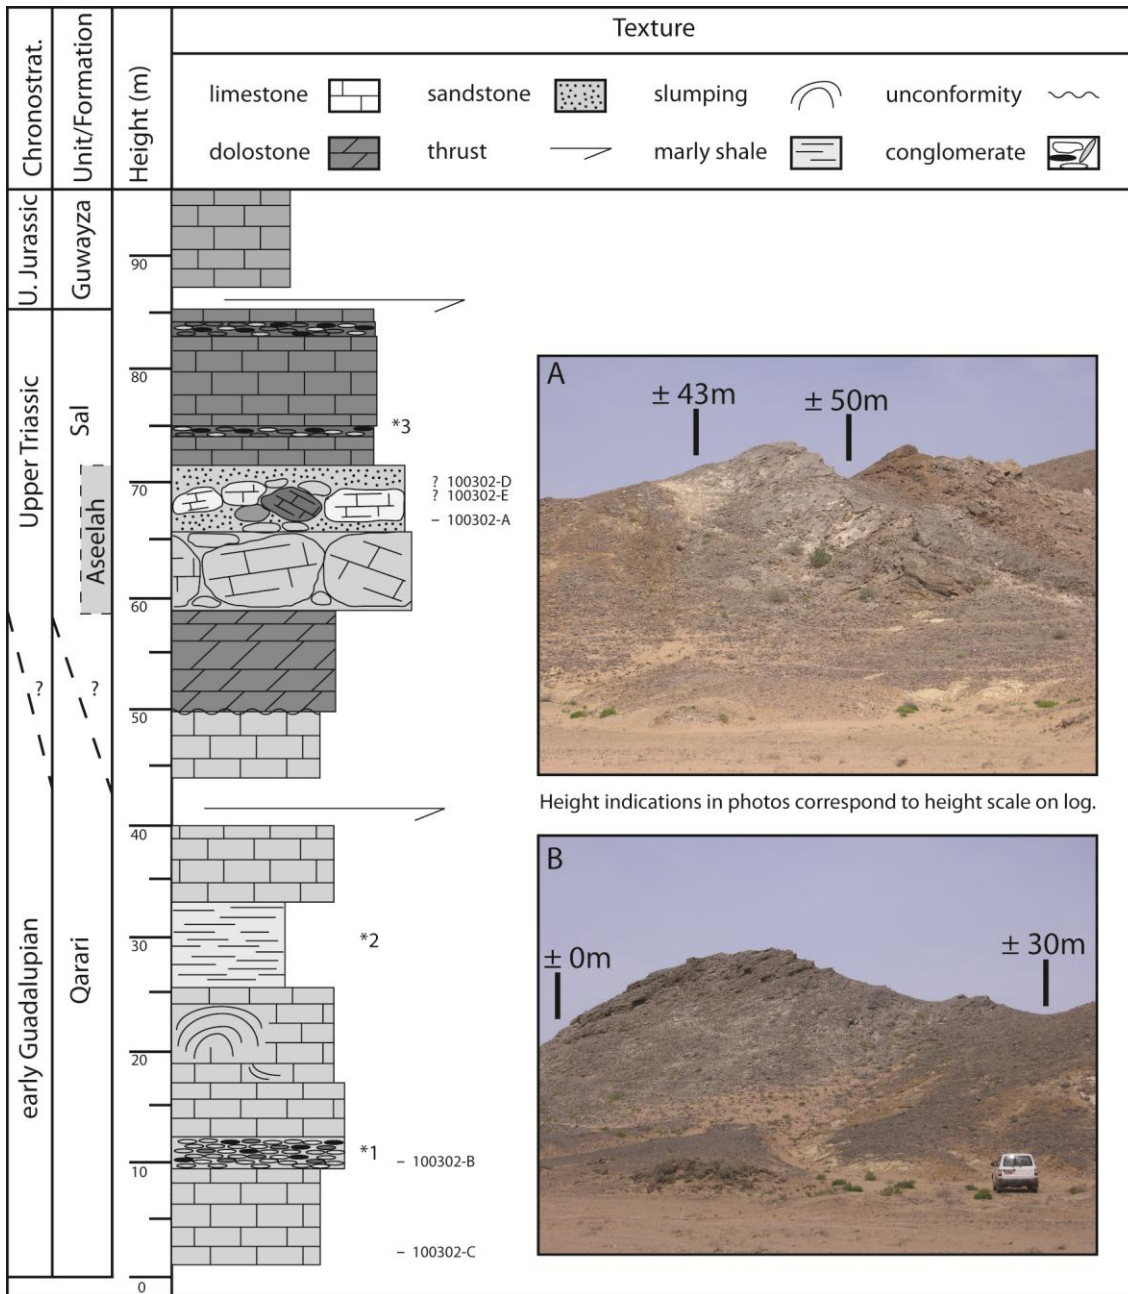 Texture
Chronostrat.
Unit/Formation
Height (m)
limestone
sandstone
slumping
unconformity
dolostone
thrust
marly shale
conglomerate
U. Jurassic
Guwayza
90
Upper Triassic
Sal
80
*3
Aseelah
70
? 100302-D
? 100302-E
– 100302-A
60
?
?
50
40
early Guadalupian
Qarari
30
*2
20
*1
10
– 100302-B
– 100302-C
0
A
± 43m
± 50m
Height indications in photos correspond to height scale on log.
B
± 0m
± 30m